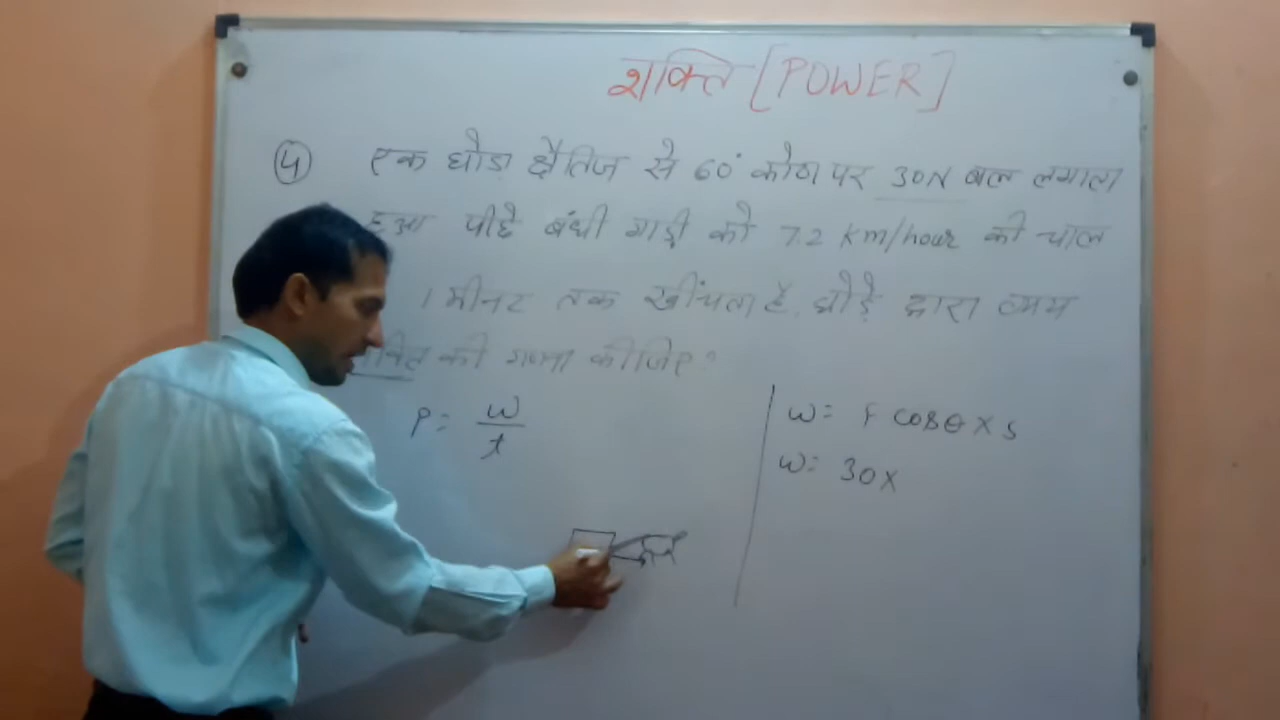 शक्ति [POWER]
4 एक घोडा क्षैतिज से 60° कोण पर 30N बल लगाता
हुआ पीछे बंधी गाड़ी को 7.2 Km/hour की चाल
1 मीनट तक खींचता है. घोड़े द्वारा व्यय
की गणना कीजिए?
P = W/t
W = F COSθ X S
W = 30X